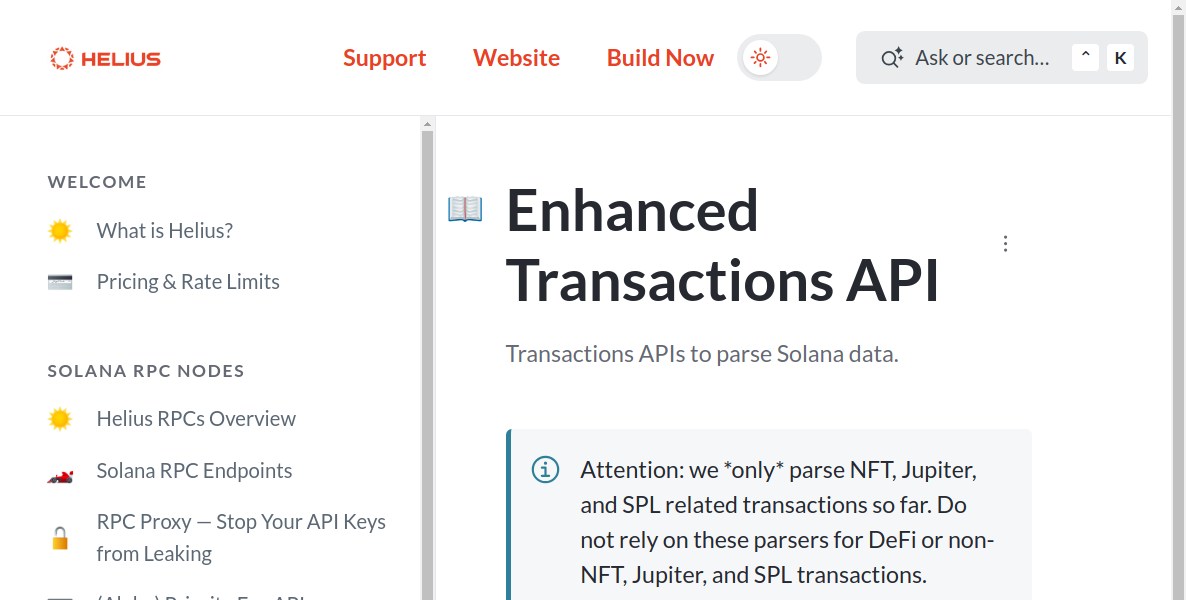 HELIUS
Support
Website
Build Now
Ask or search...
^
K
WELCOME
What is Helius?
Pricing & Rate Limits
SOLANA RPC NODES
Helius RPCs Overview
Solana RPC Endpoints
RPC Proxy — Stop Your API Keys
from Leaking
Enhanced
Transactions API
Transactions APIs to parse Solana data.
Attention: we *only* parse NFT, Jupiter,
and SPL related transactions so far. Do
not rely on these parsers for DeFi or non-
NFT, Jupiter, and SPL transactions.